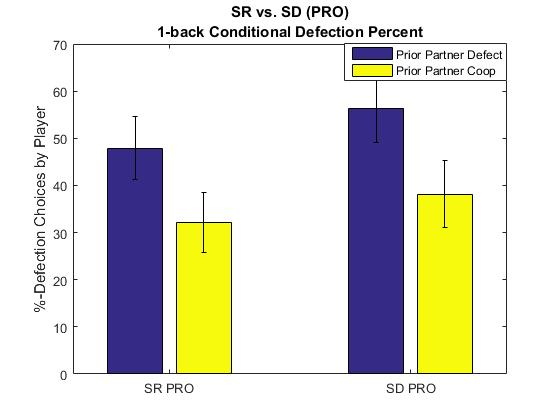 SR vs. SD (PRO)
1-back Conditional Defection Percent
Prior Partner Defect
Prior Partner Coop
%-Defection Choices by Player
70
60
50
40
30
20
10
0
SR PRO
SD PRO